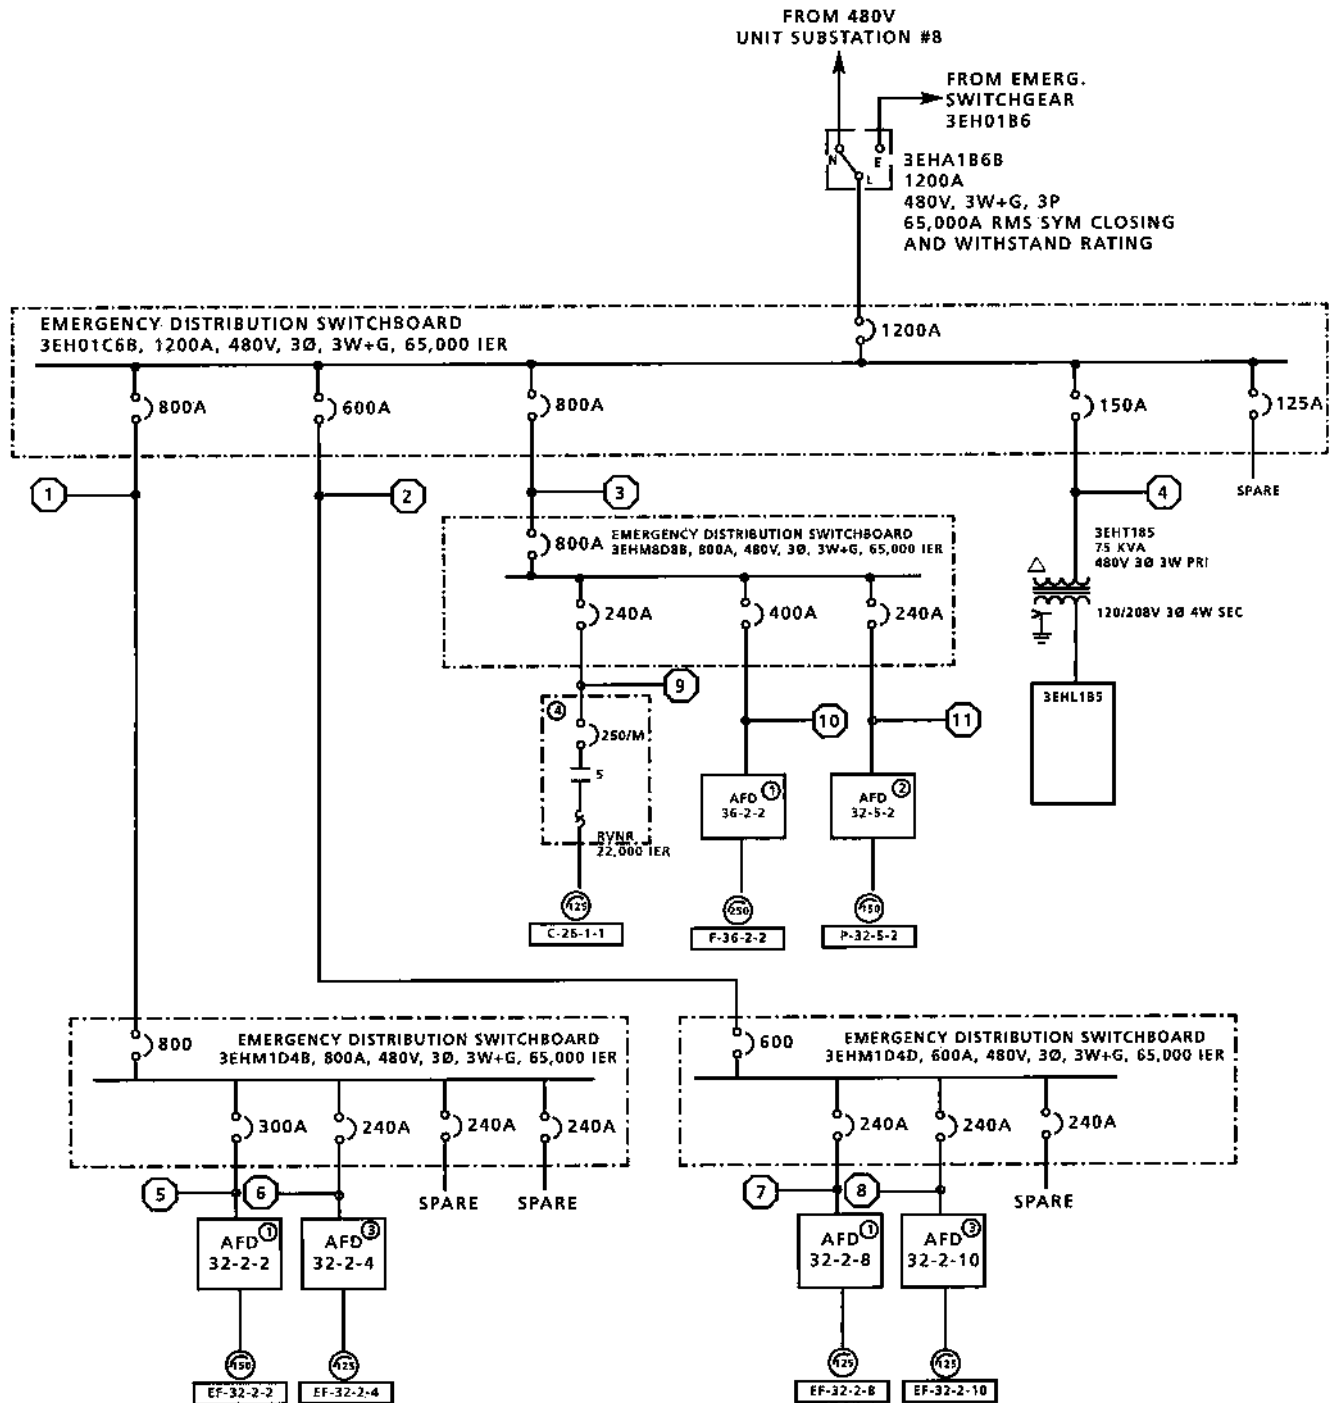 FROM 480V
UNIT SUBSTATION #8
FROM EMERG.
SWITCHGEAR
3EH01B6
N
E
L
3EHA1B6B
1200A
480V, 3W+G, 3P
65,000A RMS SYM CLOSING
AND WITHSTAND RATING
EMERGENCY DISTRIBUTION SWITCHBOARD
3EH01C6B, 1200A, 480V, 3Ø, 3W+G, 65,000 IER
1200A
800A
600A
800A
150A
125A
1
2
3
4
SPARE
EMERGENCY DISTRIBUTION SWITCHBOARD
3EHM8D8B, 800A, 480V, 3Ø, 3W+G, 65,000 IER
800A
240A
400A
240A
3EHT185
75 KVA
480V 3Ø 3W PRI
120/208V 3Ø 4W SEC
3EHL1B5
9
10
11
4
250/M
5
RVNR
22,000 IER
AFD 1
36-2-2
AFD 2
32-5-2
125
250
150
C-26-1-1
F-36-2-2
P-32-5-2
800
EMERGENCY DISTRIBUTION SWITCHBOARD
3EHM1D4B, 800A, 480V, 3Ø, 3W+G, 65,000 IER
300A
240A
240A
240A
600
EMERGENCY DISTRIBUTION SWITCHBOARD
3EHM1D4D, 600A, 480V, 3Ø, 3W+G, 65,000 IER
240A
240A
240A
5
6
SPARE
SPARE
7
8
SPARE
AFD 1
32-2-2
AFD 3
32-2-4
AFD 1
32-2-8
AFD 3
32-2-10
150
125
125
125
EF-32-2-2
EF-32-2-4
EF-32-2-8
EF-32-2-10